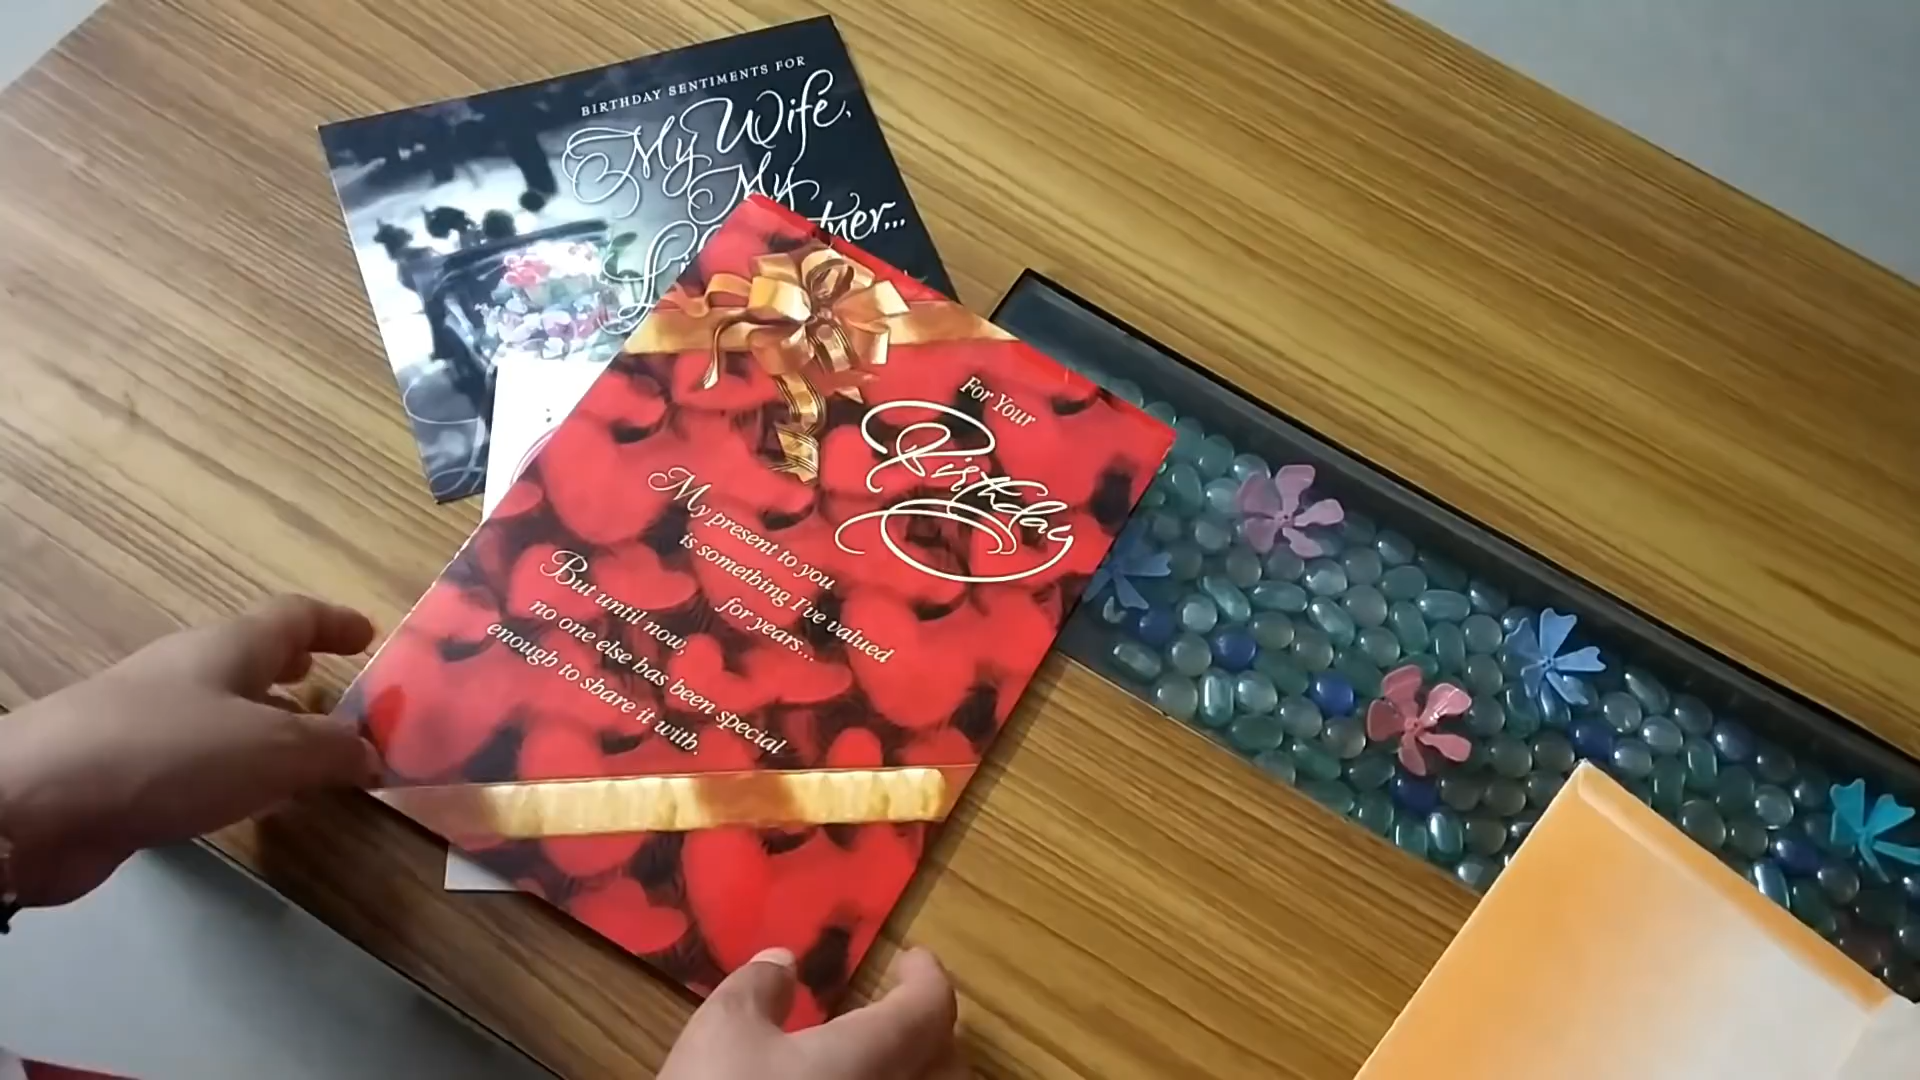 BIRTHDAY SENTIMENTS FOR
My Wife,
My
For Your
Birthday
My present to you
is something I've valued
for years...
But until now,
no one else has been special
enough to share it with.